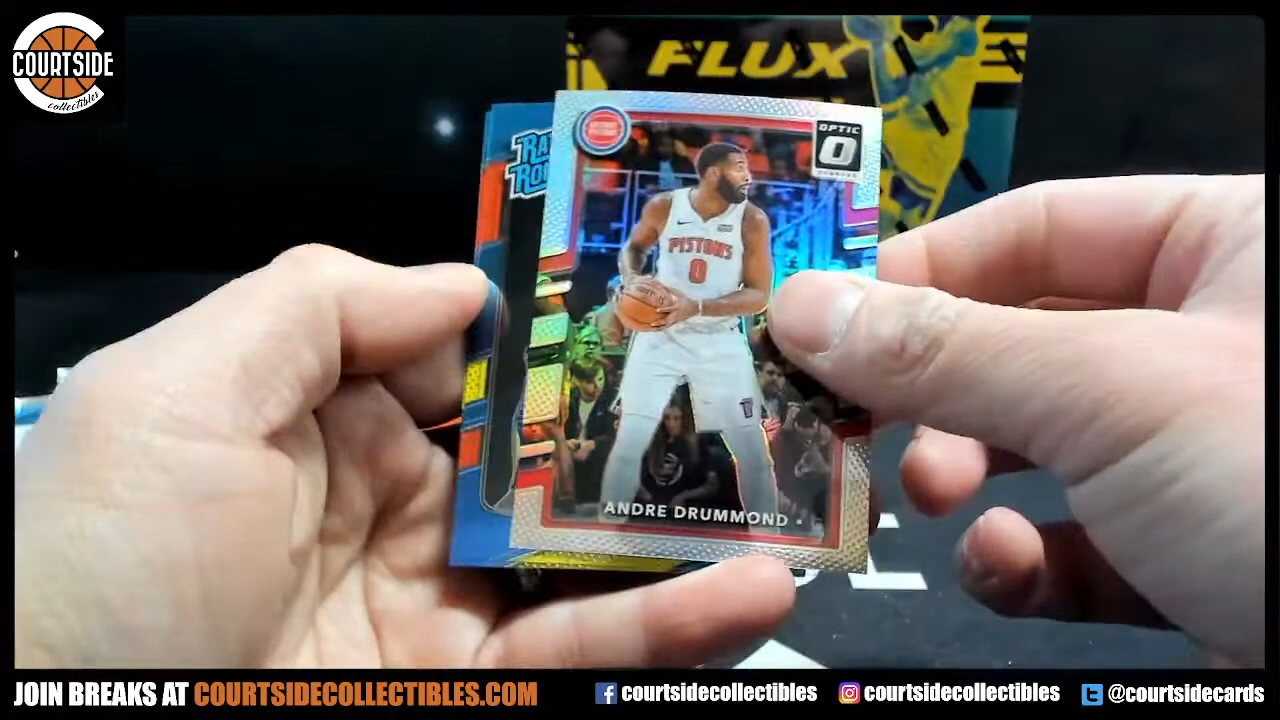 COURTSIDE
collectibles
FLUX
OPTIC
O
PISTONS
0
ANDRE DRUMMOND
JOIN BREAKS AT COURTSIDECOLLECTIBLES.COM
courtsidecollectibles
courtsidecollectibles
@courtsidecards